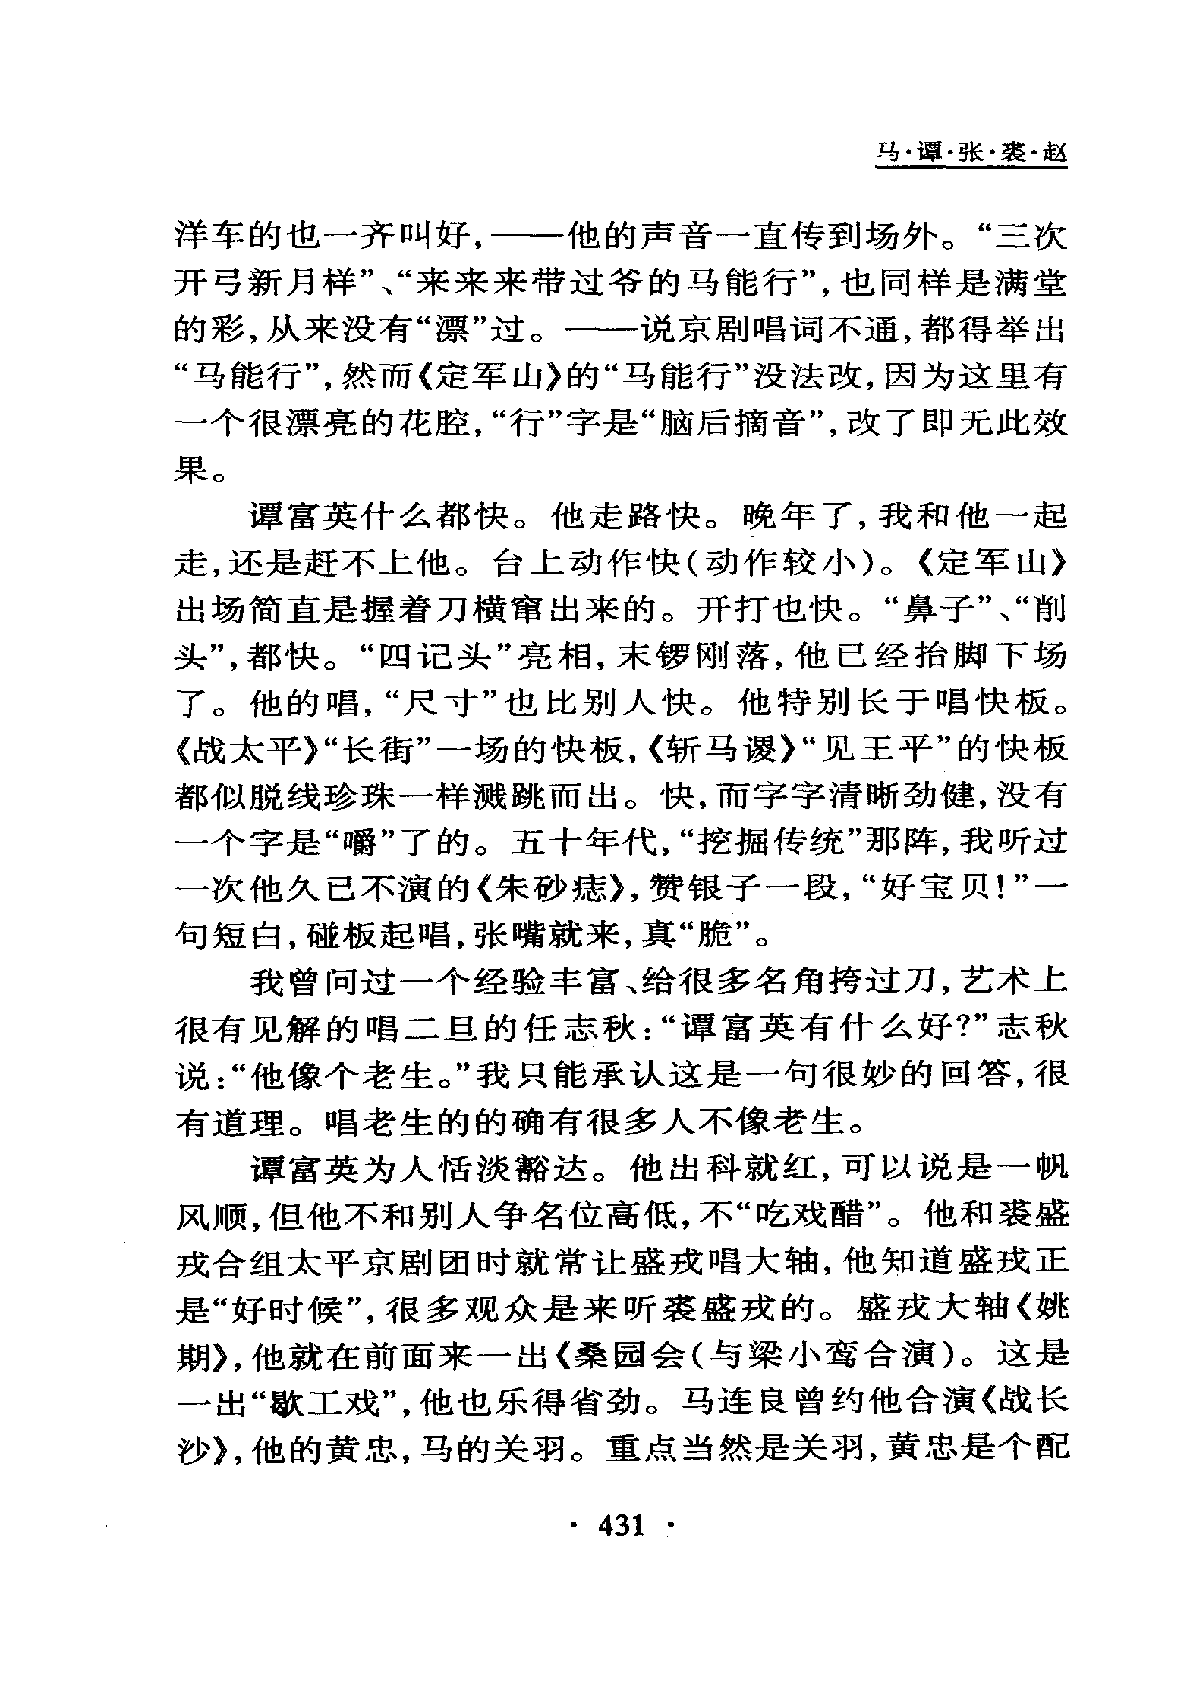 马·谭·张·裘·赵
洋车的也一齐叫好,——他的声音一直传到场外。“三次
开弓新月样”、“来来来带过爷的马能行”,也同样是满堂
的彩,从来没有“漂”过。——说京剧唱词不通,都得举出
“马能行”,然而《定军山》的“马能行”没法改,因为这里有
一个很漂亮的花腔,“行”字是“脑后摘音”,改了即无此效
果。
谭富英什么都快。他走路快。晚年了,我和他一起
走,还是赶不上他。台上动作快(动作较小)。《定军山》
出场简直是握着刀横窜出来的。开打也快。“鼻子”、“削
头”,都快。“四记头”亮相,末锣刚落,他已经抬脚下场
了。他的唱,“尺寸”也比别人快。他特别长于唱快板。
《战太平》“长街”一场的快板,《斩马谡》“见王平”的快板
都似脱线珍珠一样溅跳而出。快,而字字清晰劲健,没有
一个字是“嚼”了的。五十年代,“挖掘传统”那阵,我听过
一次他久已不演的《朱砂痣》,赞银子一段,“好宝贝!”一
句短白,碰板起唱,张嘴就来,真“脆”。
我曾问过一个经验丰富、给很多名角挎过刀,艺术上
很有见解的唱二旦的任志秋:“谭富英有什么好?”志秋
说:“他像个老生。”我只能承认这是一句很妙的回答,很
有道理。唱老生的的确有很多人不像老生。
谭富英为人恬淡豁达。他出科就红,可以说是一帆
风顺,但他不和别人争名位高低,不“吃戏醋”。他和裘盛
戎合组太平京剧团时就常让盛戎唱大轴,他知道盛戎正
是“好时候”,很多观众是来听裘盛戎的。盛戎大轴《姚
期》,他就在前面来一出《桑园会(与梁小鸾合演)。这是
一出“歇工戏”,他也乐得省劲。马连良曾约他合演《战长
沙》,他的黄忠,马的关羽。重点当然是关羽,黄忠是个配
· 431 ·